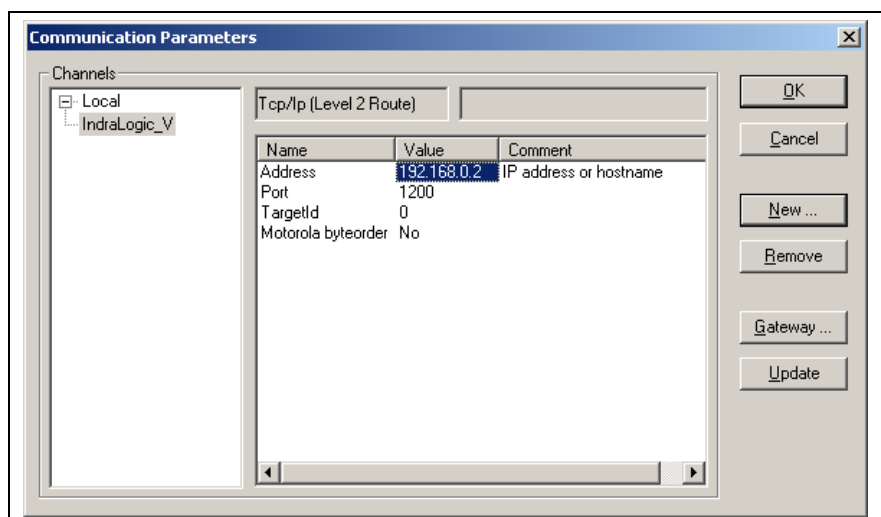 Communication Parameters
Channels
Local
IndraLogic_V
Tcp/Ip (Level 2 Route)
Name Value Comment
Address 192.168.0.2 IP address or hostname
Port 1200
TargetId 0
Motorola byteorder No
OK
Cancel
New ...
Remove
Gateway ...
Update